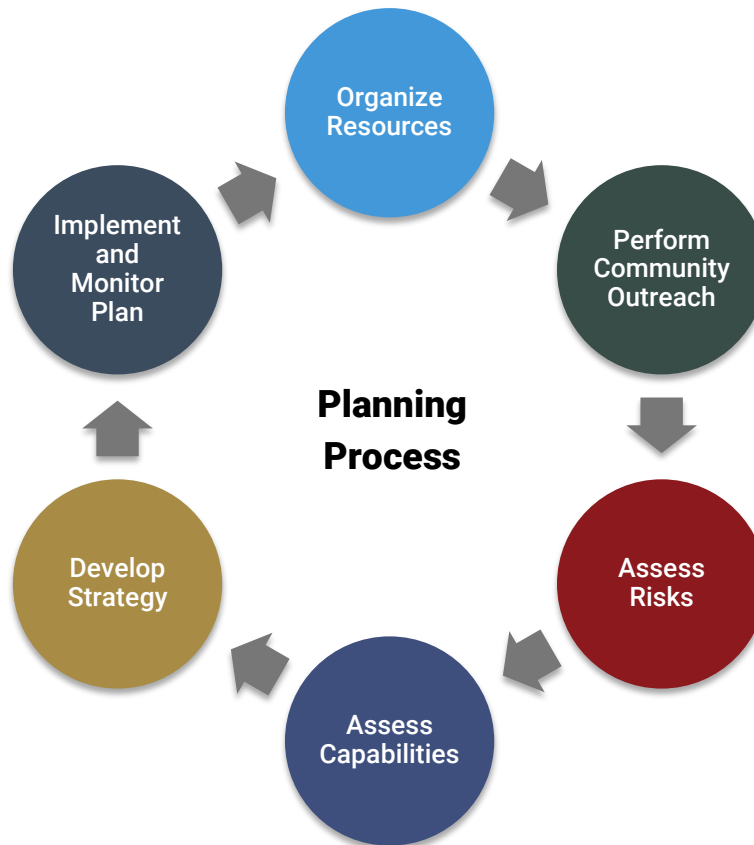 Organize
Resources
Perform
Community
Outreach
Assess
Risks
Assess
Capabilities
Develop
Strategy
Implement
and
Monitor
Plan
Planning
Process